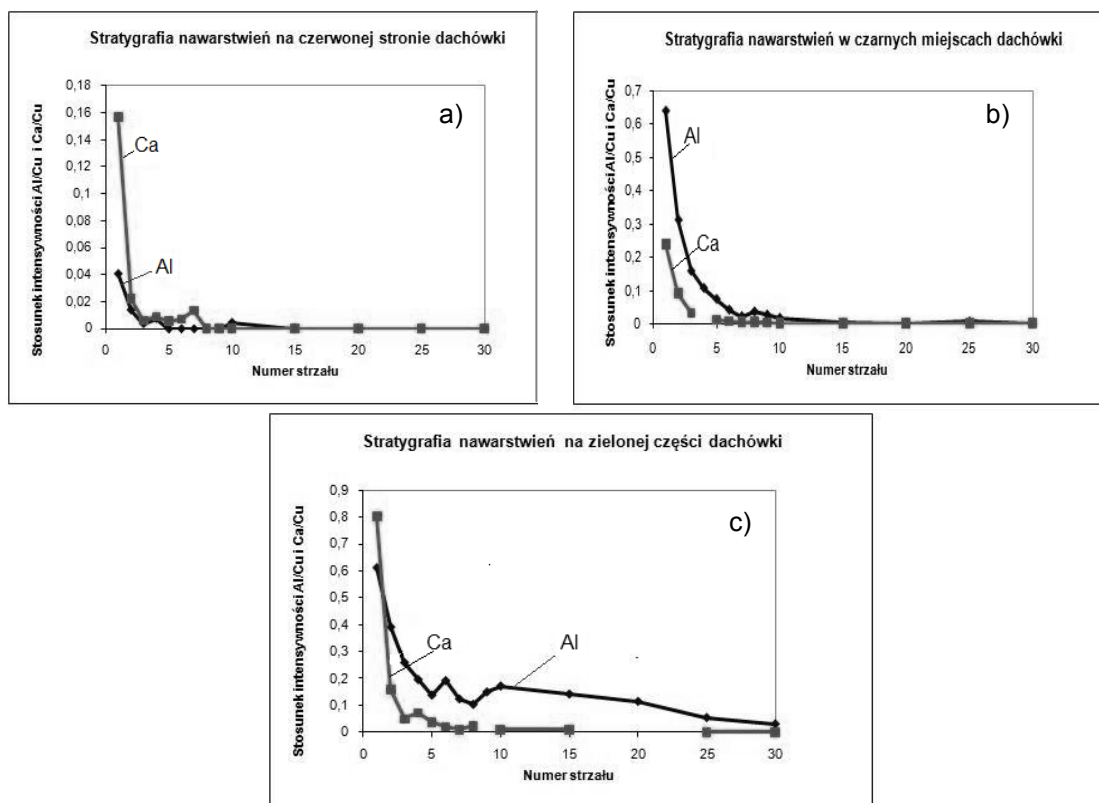 Stratygrafia nawarstwień na czerwonej stronie dachówki
a)
Stosunek intensywności Al/Cu i Ca/Cu
0,18
0,16
0,14
0,12
0,1
0,08
0,06
0,04
0,02
0
Ca
Al
0 5 10 15 20 25 30
Numer strzału
Stratygrafia nawarstwień w czarnych miejscach dachówki
b)
Stosunek intensywności Al/Cu i Ca/Cu
0,7
0,6
0,5
0,4
0,3
0,2
0,1
0
Al
Ca
0 5 10 15 20 25 30
Numer strzału
Stratygrafia nawarstwień na zielonej części dachówki
c)
Stosunek intensywności Al/Cu i Ca/Cu
0,9
0,8
0,7
0,6
0,5
0,4
0,3
0,2
0,1
0
Ca
Al
0 5 10 15 20 25 30
Numer strzału